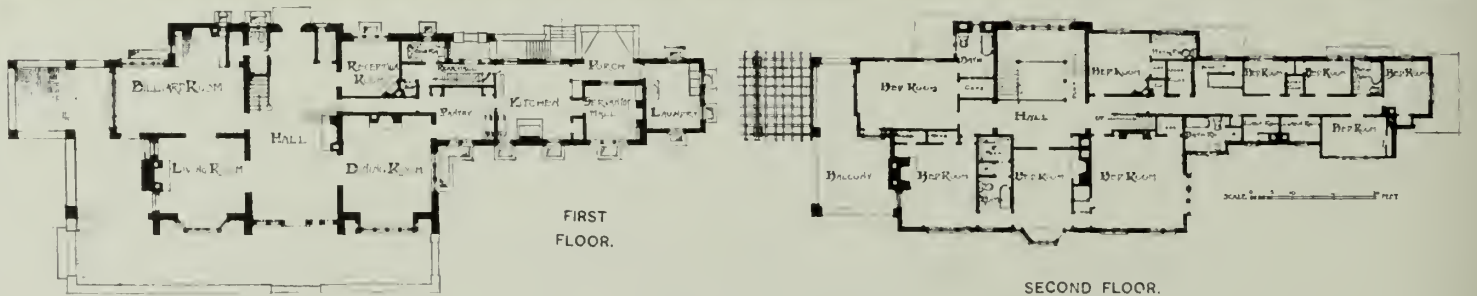 BILLIARD ROOM
RECEPTION
ROOM
PORCH
PANTRY
KITCHEN
SERVANTS
HALL
LAUNDRY
HALL
LIVING ROOM
DINING ROOM
FIRST
FLOOR.
BED ROOM
BATH
HALL
BED ROOM
BED ROOM
BED ROOM
BED ROOM
BED ROOM
BALCONY
BED ROOM
BED ROOM
BED ROOM
SCALE
FEET
SECOND FLOOR.